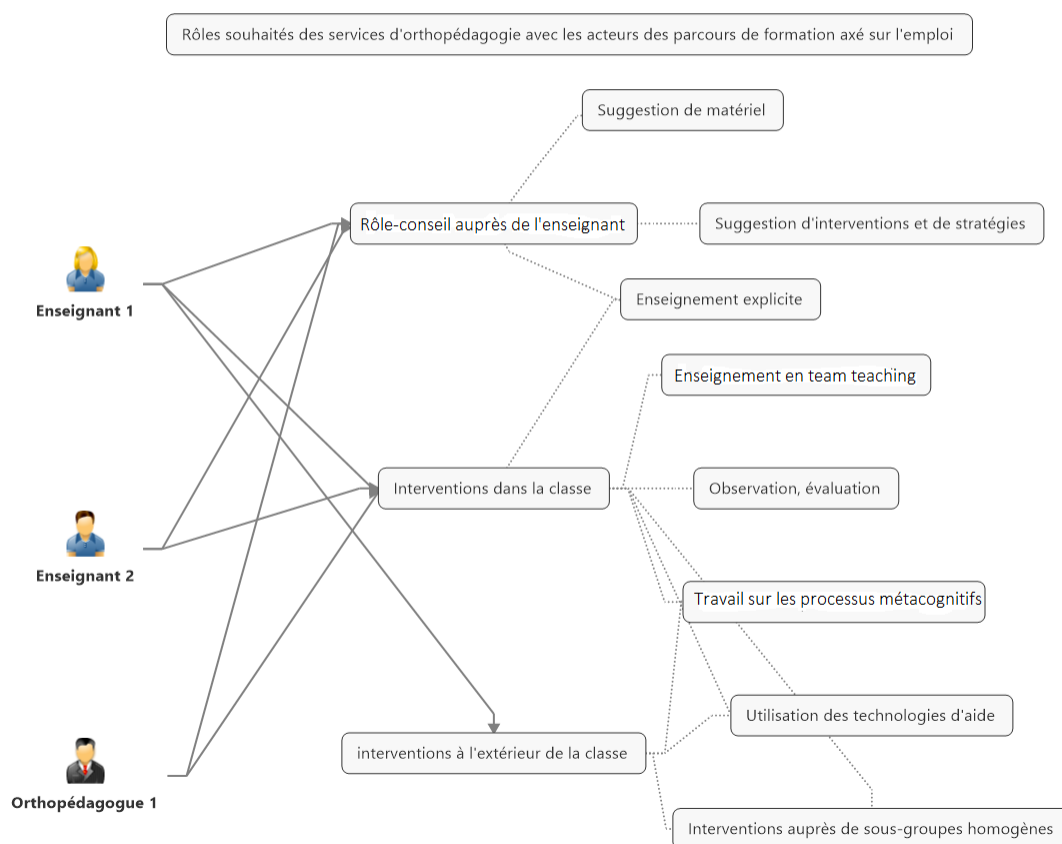 Rôles souhaités des services d'orthopédagogie avec les acteurs des parcours de formation axé sur l'emploi
Suggestion de matériel
Rôle-conseil auprès de l'enseignant
Suggestion d'interventions et de stratégies
Enseignant 1
Enseignement explicite
Enseignement en team teaching
Interventions dans la classe
Observation, évaluation
Enseignant 2
Travail sur les processus métacognitifs
Utilisation des technologies d'aide
interventions à l'extérieur de la classe
Orthopédagogue 1
Interventions auprès de sous-groupes homogènes